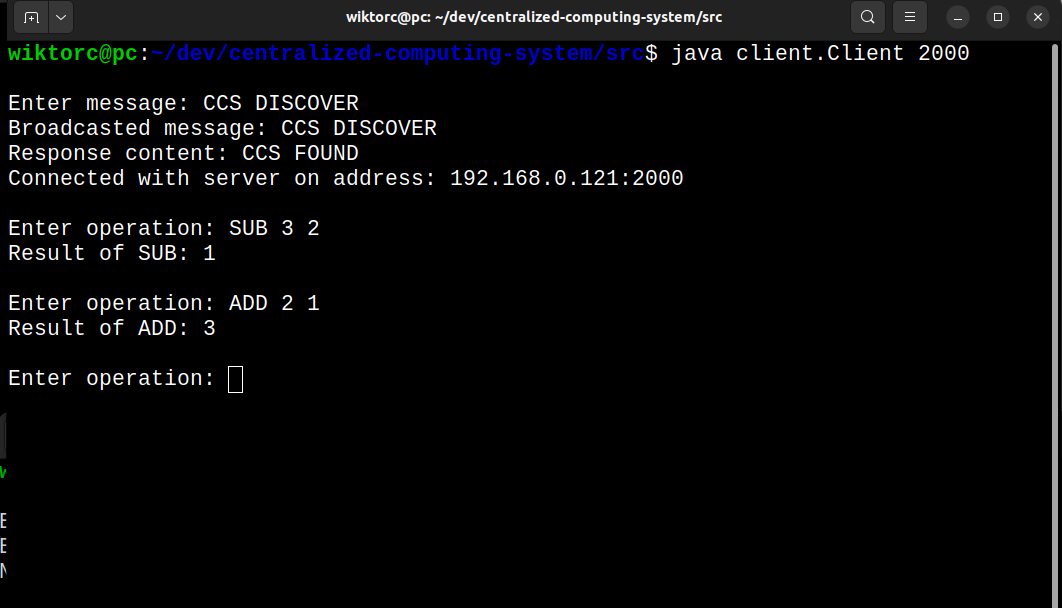 wiktorc@pc: ~/dev/centralized-computing-system/src
wiktorc@pc:~/dev/centralized-computing-system/src$ java client.Client 2000
Enter message: CCS DISCOVER
Broadcasted message: CCS DISCOVER
Response content: CCS FOUND
Connected with server on address: 192.168.0.121:2000
Enter operation: SUB 3 2
Result of SUB: 1
Enter operation: ADD 2 1
Result of ADD: 3
Enter operation: